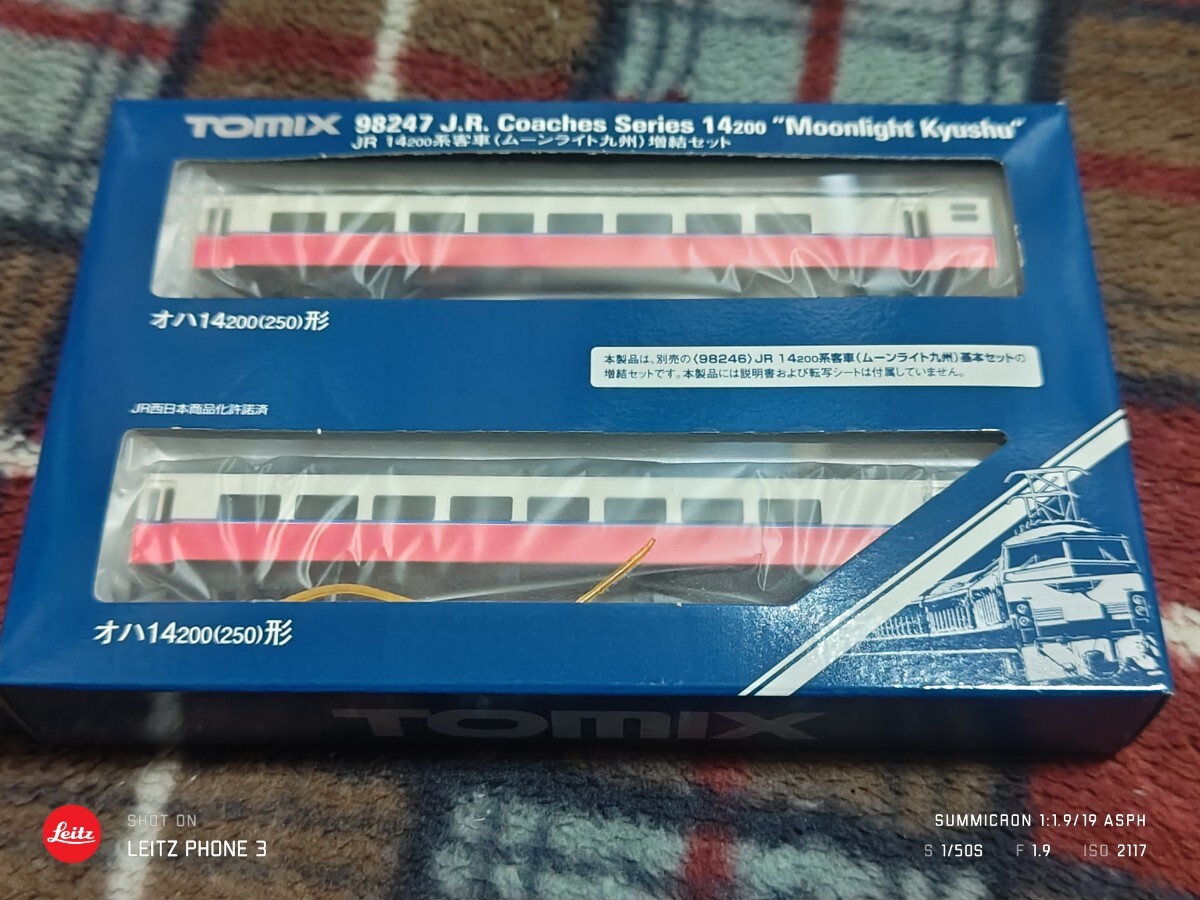 TOMIX 98247 J.R. Coaches Series 14200 "Moonlight Kyushu"
JR 14200系客車(ムーンライト九州)増結セット
オハ14200(250)形
本製品は、別売の〈98246〉JR 14200系客車(ムーンライト九州)基本セットの
増結セットです。本製品には説明書および転写シートは付属していません。
JR西日本商品化許諾済
オハ14200(250)形
TOMIX
Leitz
SHOT ON
LEITZ PHONE 3
SUMMICRON 1:1.9/19 ASPH
S 1/50S F 1.9 ISO 2117